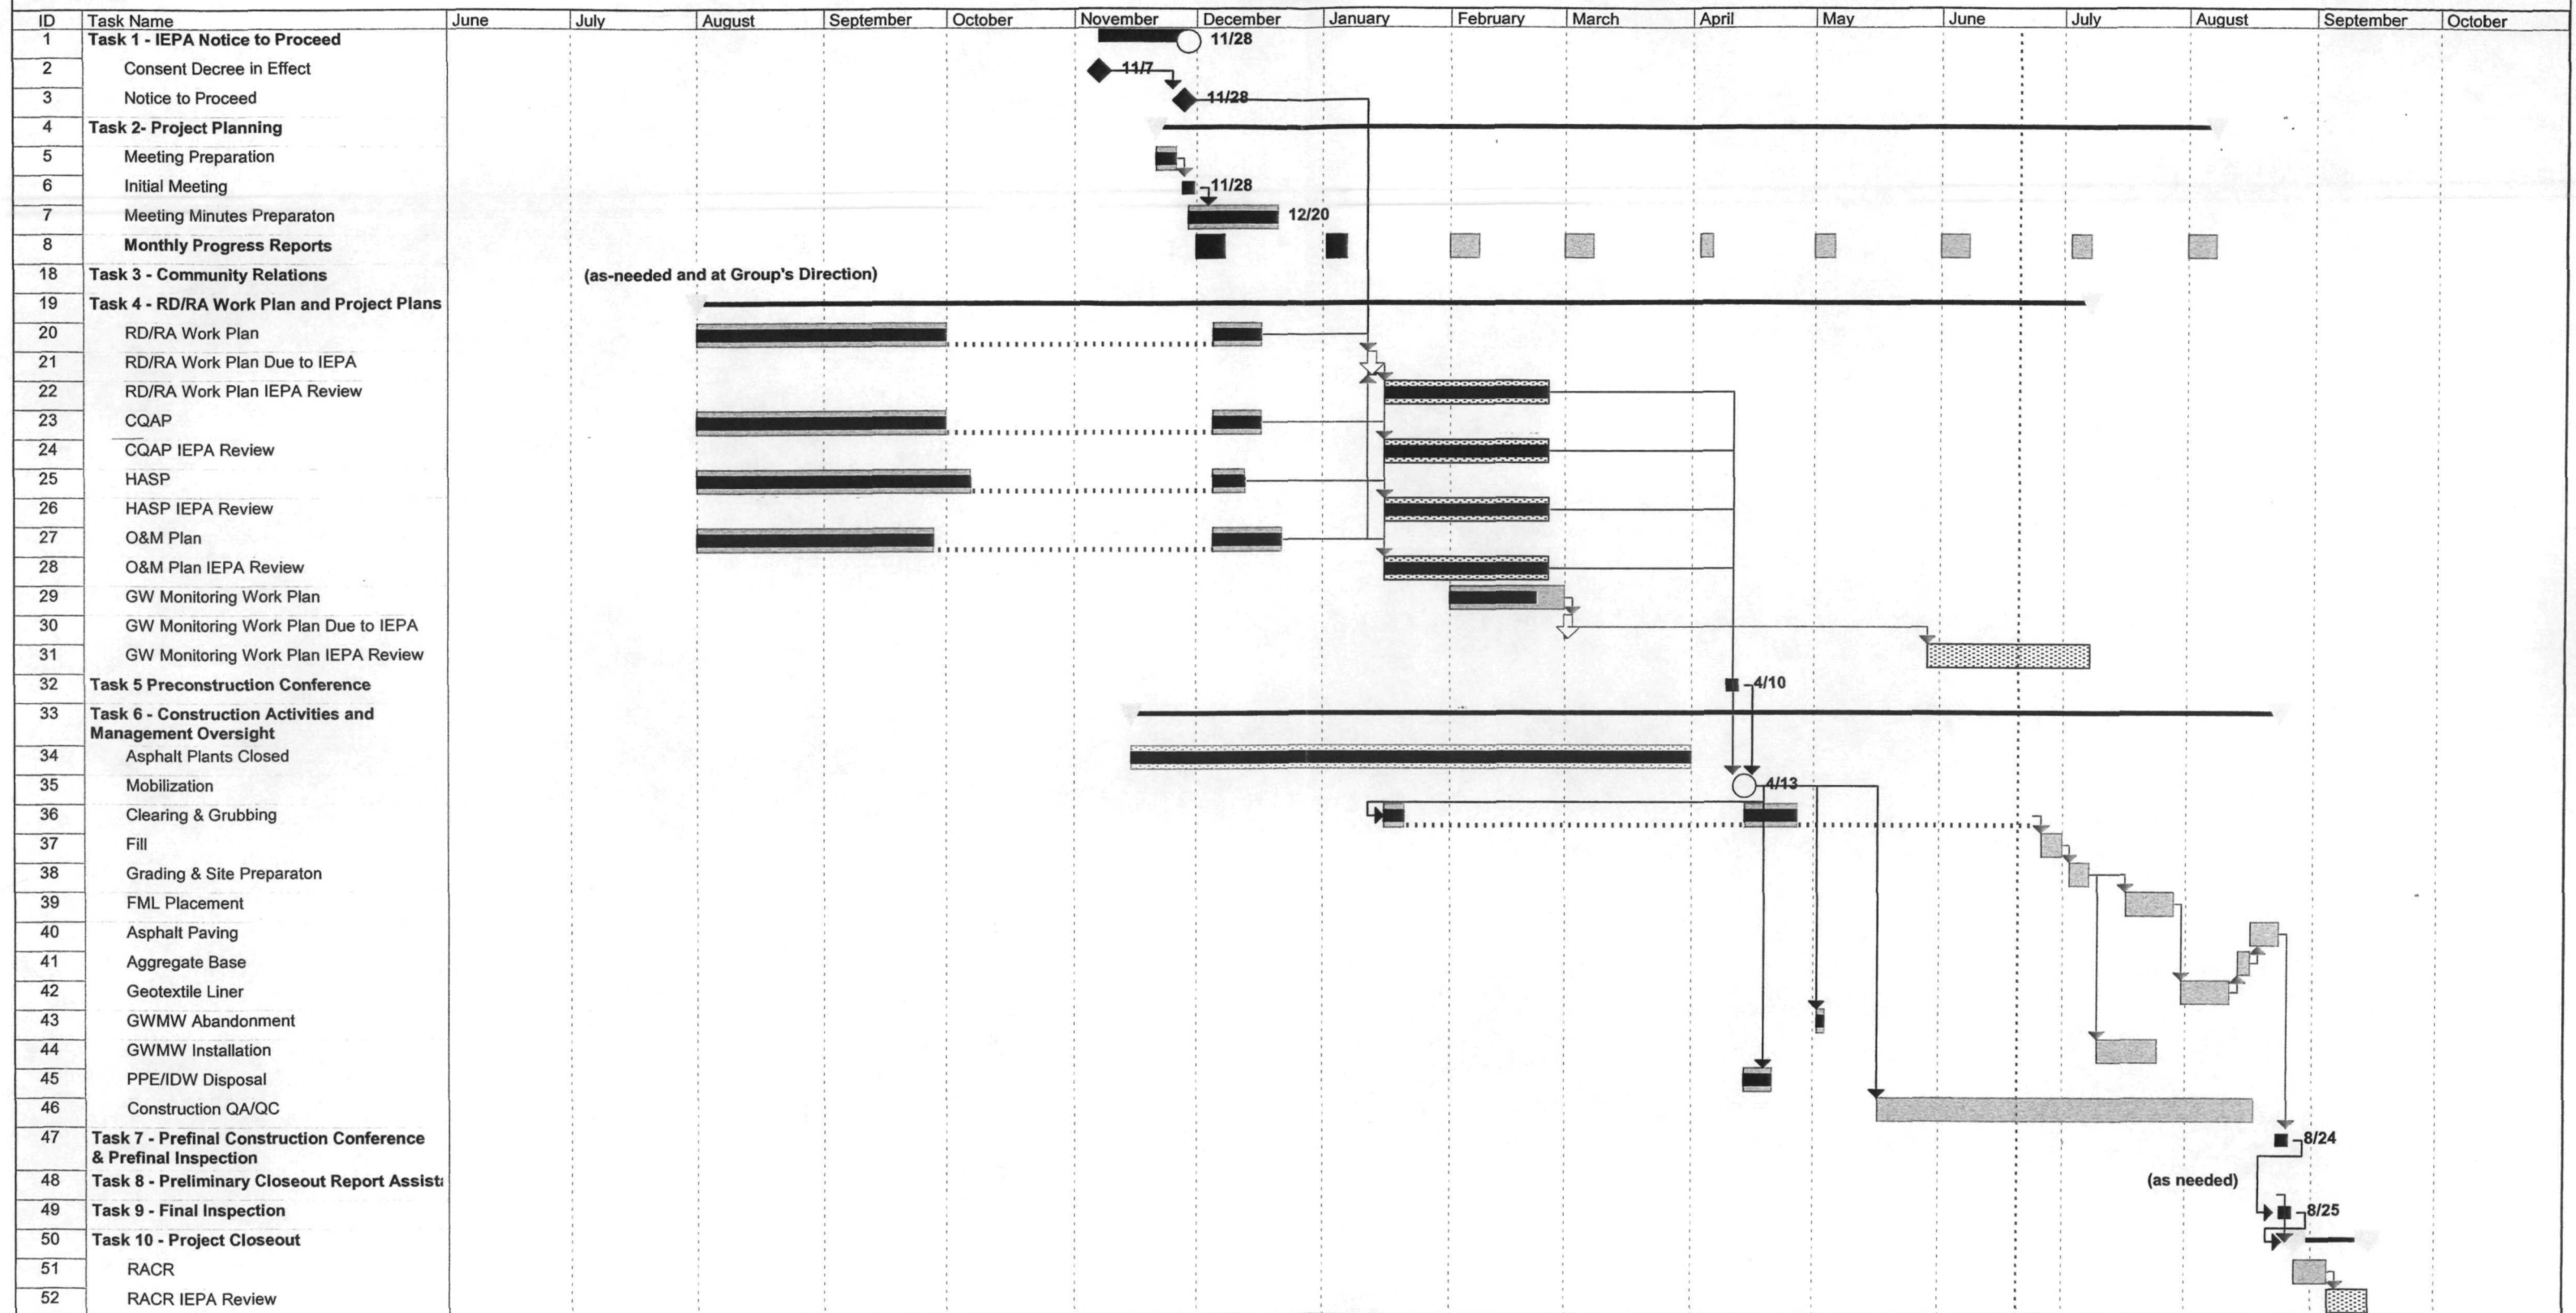 ID Task Name June July August September October November December January February March April May June July August September October
1 Task 1 - IEPA Notice to Proceed 11/28
2 Consent Decree in Effect 11/7
3 Notice to Proceed 11/28
4 Task 2- Project Planning
5 Meeting Preparation
6 Initial Meeting 11/28
7 Meeting Minutes Preparaton 12/20
8 Monthly Progress Reports
18 Task 3 - Community Relations (as-needed and at Group's Direction)
19 Task 4 - RD/RA Work Plan and Project Plans
20 RD/RA Work Plan
21 RD/RA Work Plan Due to IEPA
22 RD/RA Work Plan IEPA Review
23 CQAP
24 CQAP IEPA Review
25 HASP
26 HASP IEPA Review
27 O&M Plan
28 O&M Plan IEPA Review
29 GW Monitoring Work Plan
30 GW Monitoring Work Plan Due to IEPA
31 GW Monitoring Work Plan IEPA Review
32 Task 5 Preconstruction Conference 4/10
33 Task 6 - Construction Activities and
Management Oversight
34 Asphalt Plants Closed
35 Mobilization 4/13
36 Clearing & Grubbing
37 Fill
38 Grading & Site Preparaton
39 FML Placement
40 Asphalt Paving
41 Aggregate Base
42 Geotextile Liner
43 GWMW Abandonment
44 GWMW Installation
45 PPE/IDW Disposal
46 Construction QA/QC
47 Task 7 - Prefinal Construction Conference 8/24
& Prefinal Inspection
48 Task 8 - Preliminary Closeout Report Assist (as needed)
49 Task 9 - Final Inspection 8/25
50 Task 10 - Project Closeout
51 RACR
52 RACR IEPA Review